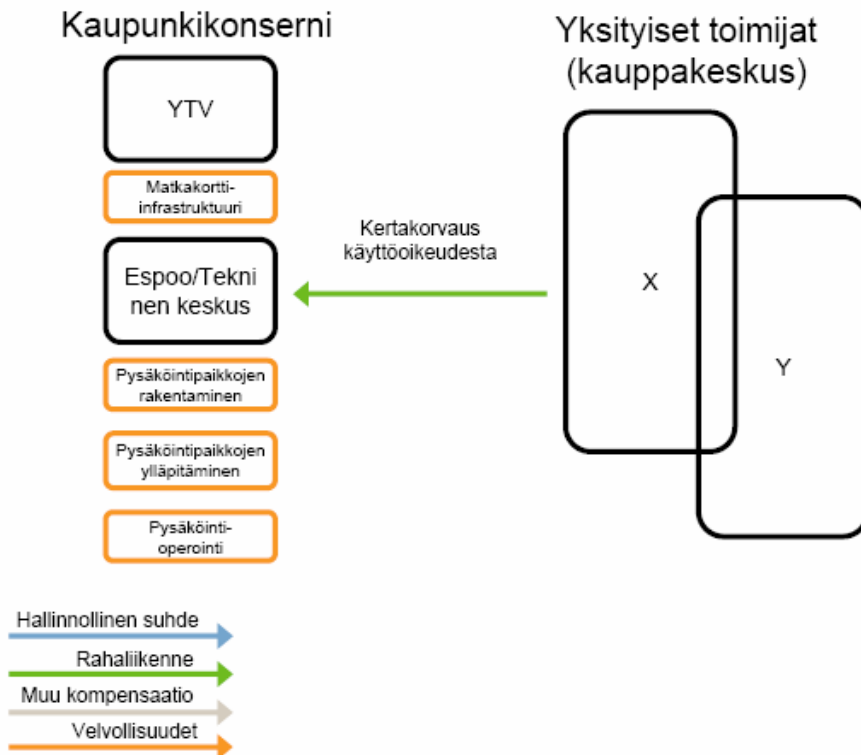 Kaupunkikonserni
YTV
Matkakortti-
infrastruktuuri
Espoo/Tekni
nen keskus
Pysäköintipaikkojen
rakentaminen
Pysäköintipaikkojen
ylläpitäminen
Pysäköinti-
operointi
Kertakorvaus
käyttöoikeudesta
Yksityiset toimijat
(kauppakeskus)
X
Y
Hallinnollinen suhde
Rahaliikenne
Muu kompensaatio
Velvollisuudet